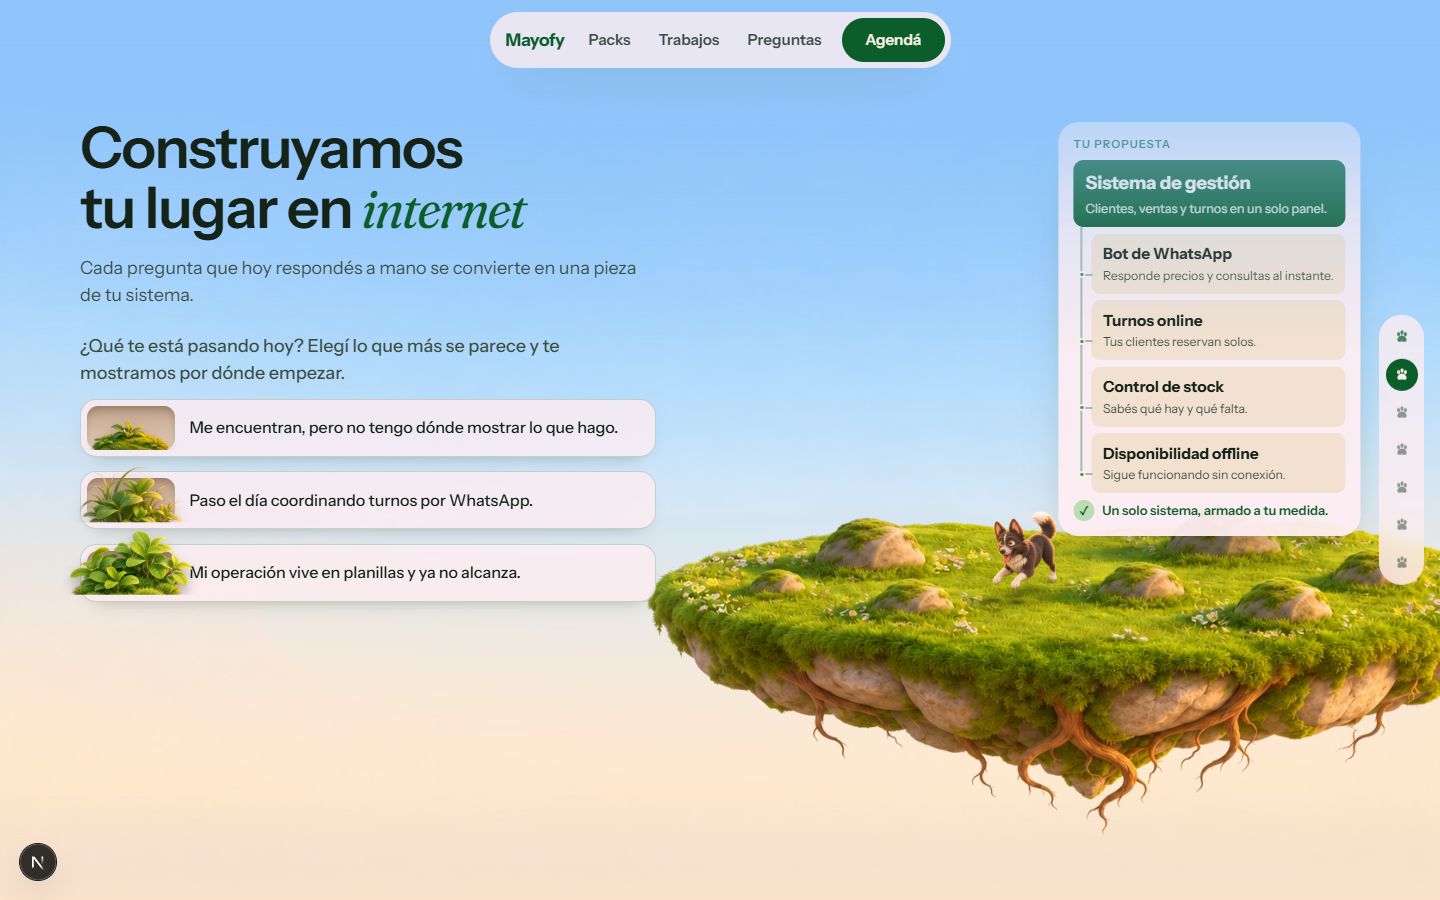 Mayofy Packs Trabajos Preguntas Agendá
Construyamos
tu lugar en internet
Cada pregunta que hoy respondés a mano se convierte en una pieza
de tu sistema.
¿Qué te está pasando hoy? Elegí lo que más se parece y te
mostramos por dónde empezar.
Me encuentran, pero no tengo dónde mostrar lo que hago.
Paso el día coordinando turnos por WhatsApp.
Mi operación vive en planillas y ya no alcanza.
TU PROPUESTA
Sistema de gestión
Clientes, ventas y turnos en un solo panel.
Bot de WhatsApp
Responde precios y consultas al instante.
Turnos online
Tus clientes reservan solos.
Control de stock
Sabés qué hay y qué falta.
Disponibilidad offline
Sigue funcionando sin conexión.
✓ Un solo sistema, armado a tu medida.
N